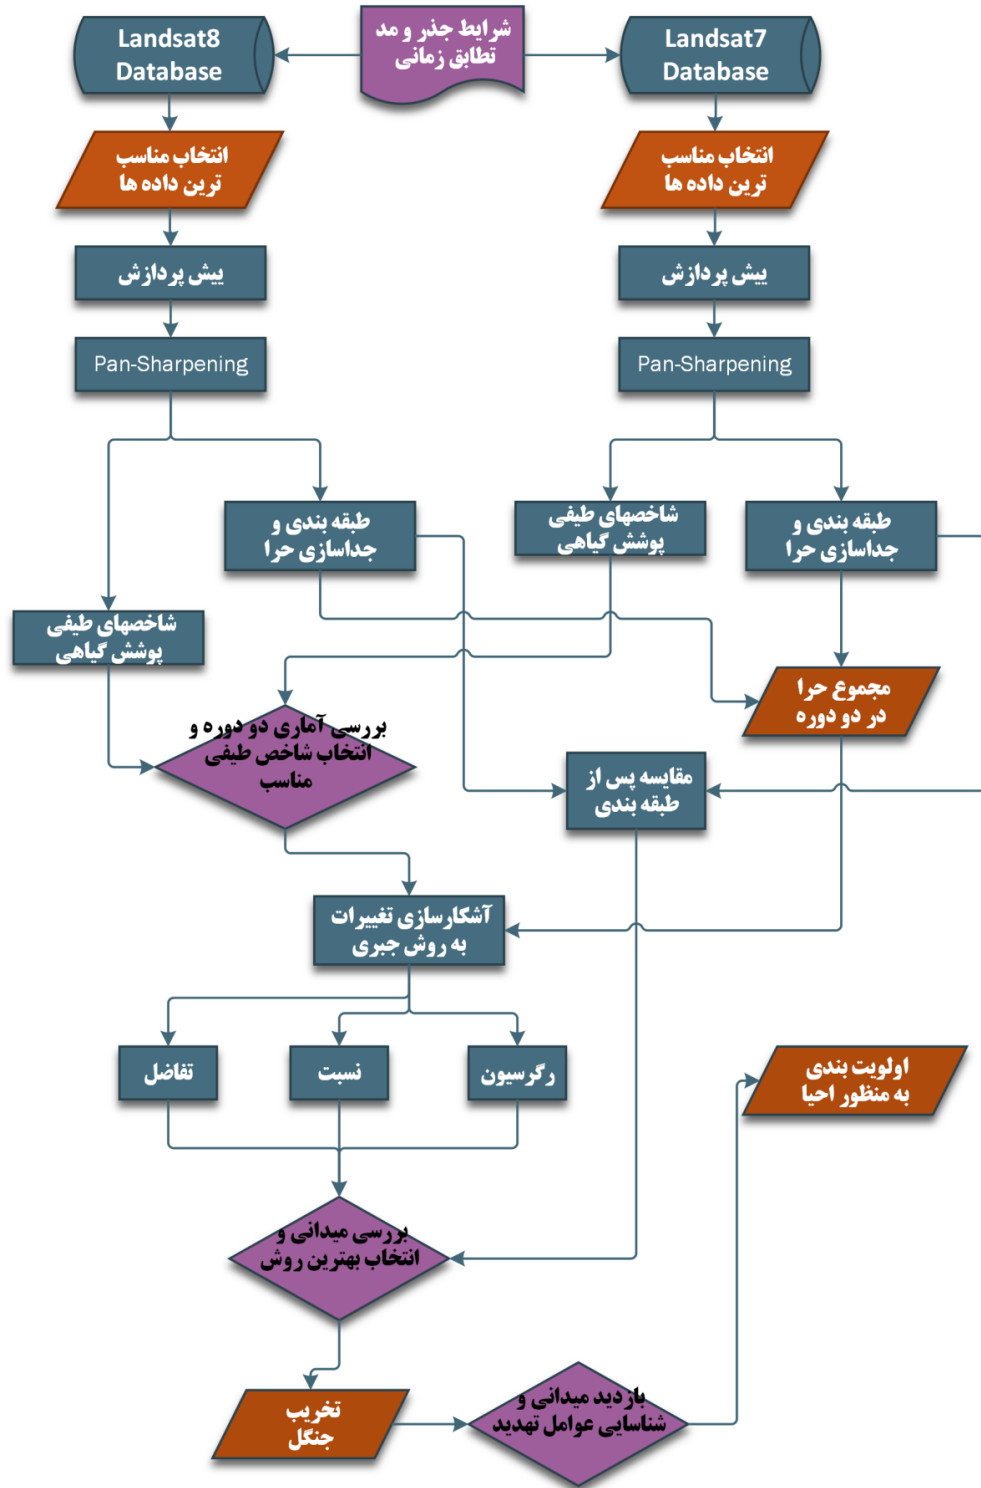 Landsat8
Database
شرایط جذر و مد
تطابق زمانی
Landsat7
Database
انتخاب مناسب
ترین داده ها
انتخاب مناسب
ترین داده ها
پیش پردازش
پیش پردازش
Pan-Sharpening
Pan-Sharpening
طبقه بندی و
جداسازی حرا
شاخصهای طیفی
پوشش گیاهی
طبقه بندی و
جداسازی حرا
شاخصهای طیفی
پوشش گیاهی
مجموع حرا
در دو دوره
بررسی آماری دو دوره و
انتخاب شاخص طیفی
مناسب
مقایسه پس از
طبقه بندی
آشکارسازی تغییرات
به روش جبری
تفاضل
نسبت
رگرسیون
اولویت بندی
به منظور احیا
بررسی میدانی و
انتخاب بهترین روش
تخریب
جنگل
بازدید میدانی و
شناسایی عوامل تهدید